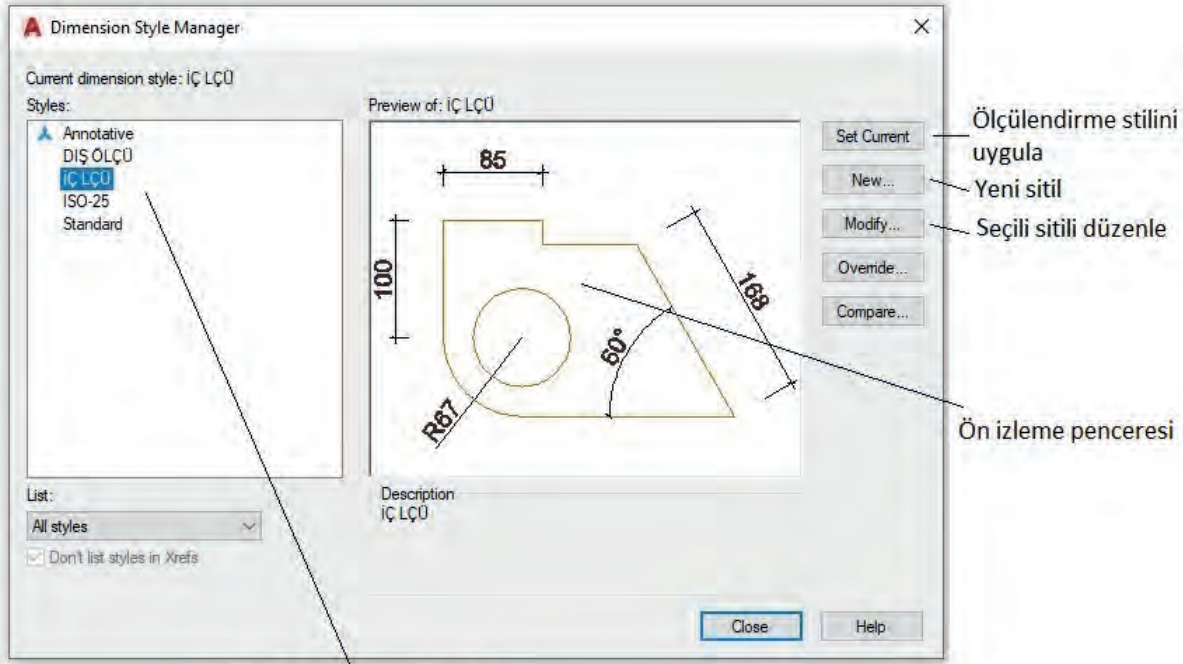 Dimension Style Manager
Current dimension style: İÇ LÇÜ
Styles:
Annotative
DIŞ ÖLÇÜ
İÇ LÇÜ
ISO-25
Standard
List:
All styles
Don't list styles in Xrefs
Preview of: İÇ LÇÜ
85
100
168
60°
R67
Description
İÇ LÇÜ
Set Current
New...
Modify...
Override...
Compare...
Close
Help
Ölçülendirme stilini
uygula
Yeni sitil
Seçili sitili düzenle
Ön izleme penceresi